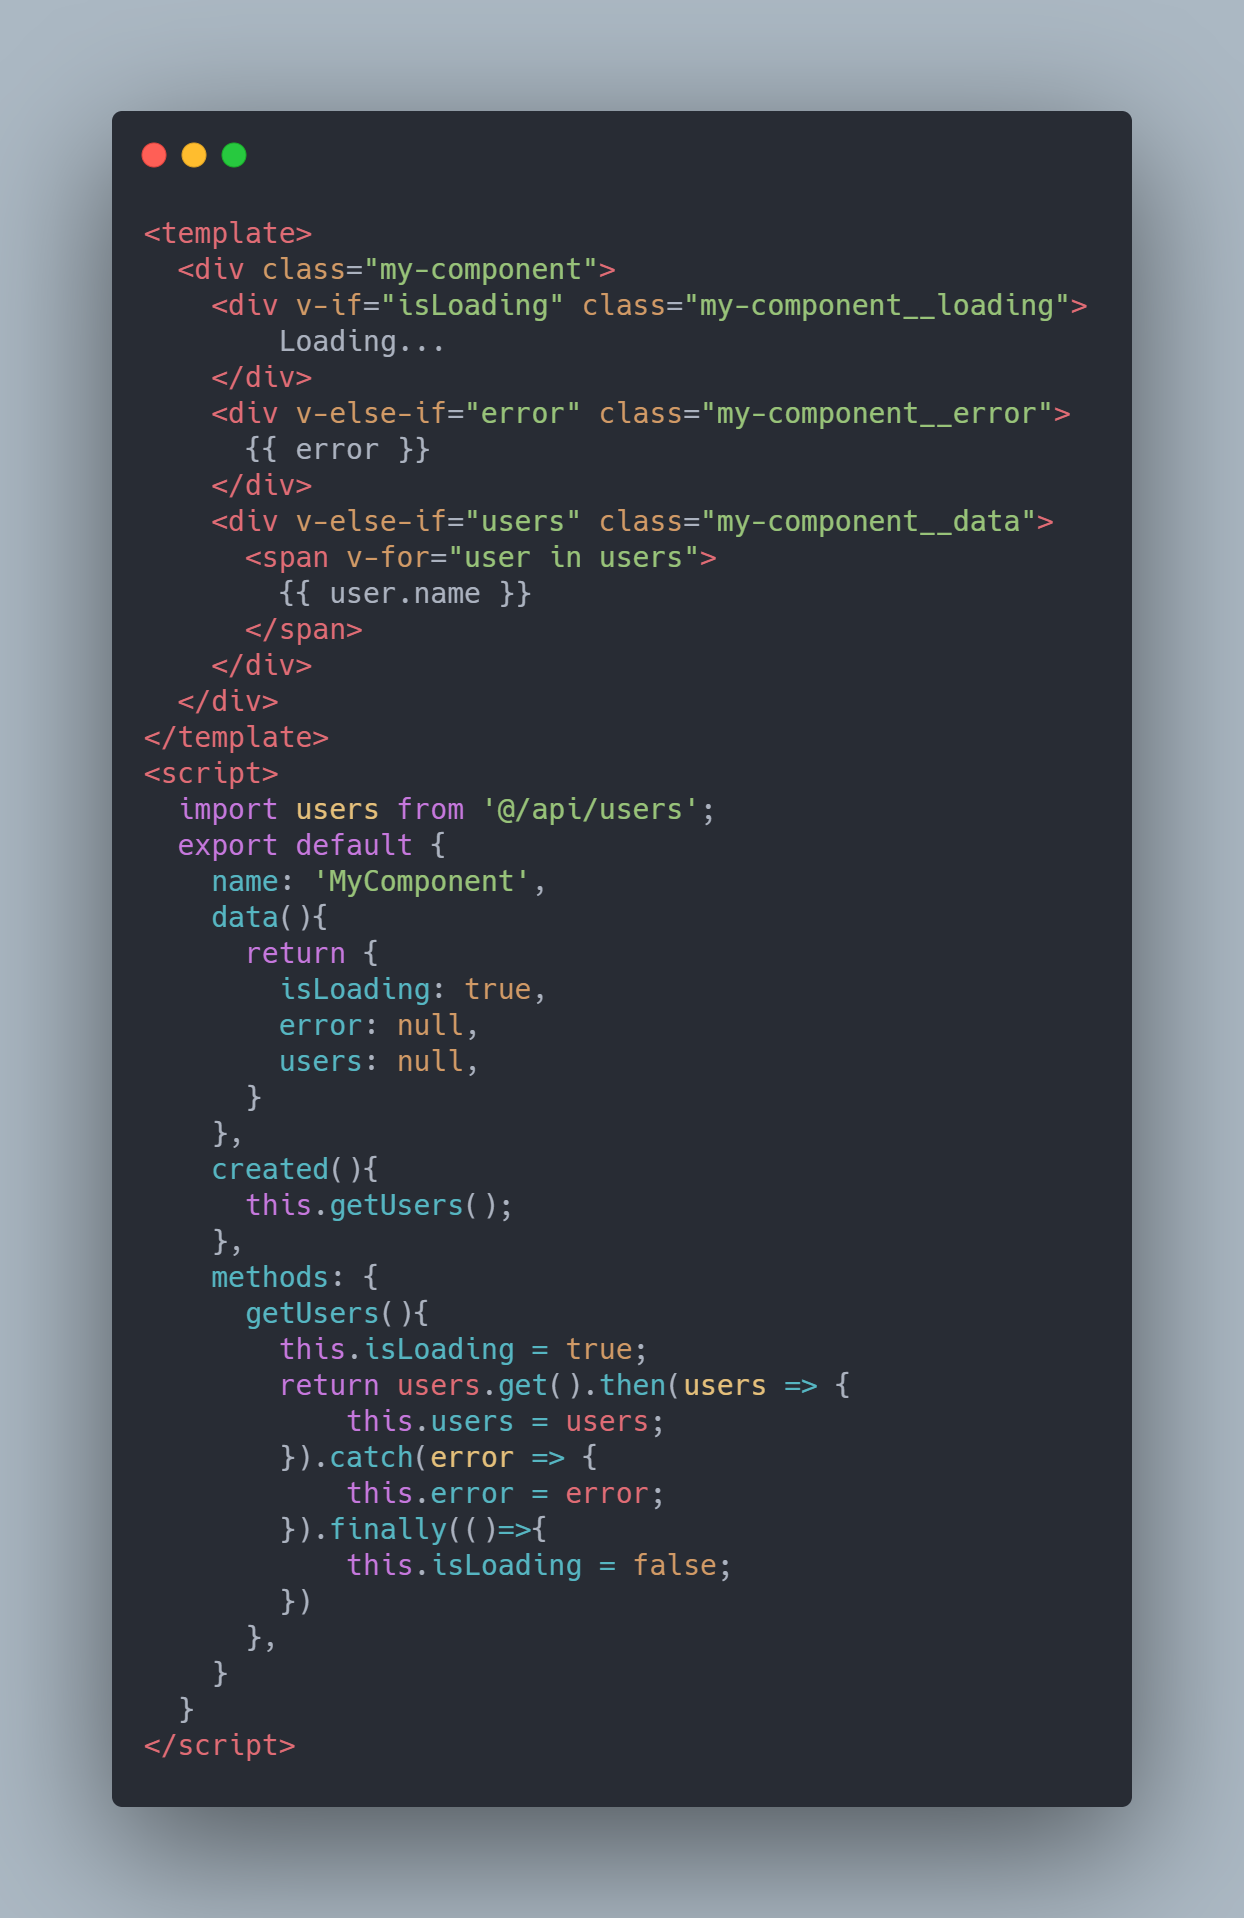 <template>
  <div class="my-component">
    <div v-if="isLoading" class="my-component__loading">
        Loading...
    </div>
    <div v-else-if="error" class="my-component__error">
      {{ error }}
    </div>
    <div v-else-if="users" class="my-component__data">
      <span v-for="user in users">
        {{ user.name }}
      </span>
    </div>
  </div>
</template>
<script>
  import users from '@/api/users';
  export default {
    name: 'MyComponent',
    data(){
      return {
        isLoading: true,
        error: null,
        users: null,
      }
    },
    created(){
      this.getUsers();
    },
    methods: {
      getUsers(){
        this.isLoading = true;
        return users.get().then(users => {
            this.users = users;
        }).catch(error => {
            this.error = error;
        }).finally(()=>{
            this.isLoading = false;
        })
      },
    }
  }
</script>